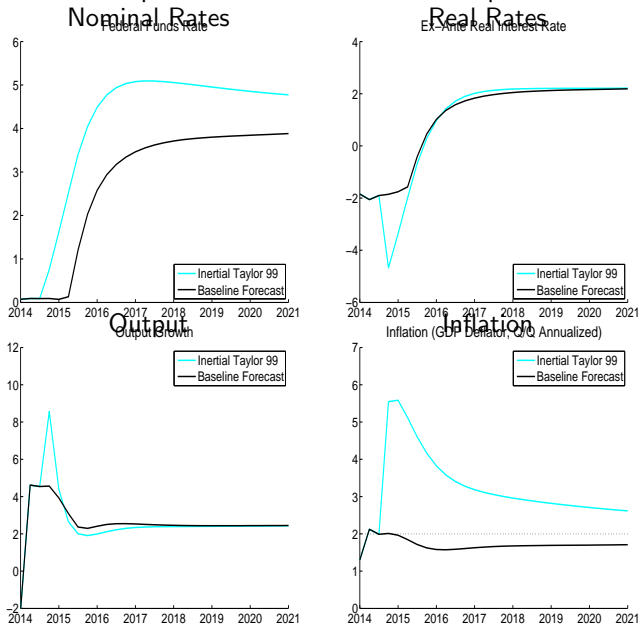 Nominal Rates
Federal Funds Rate
6
5
4
3
2
1
0
2014 2015 2016 2017 2018 2019 2020 2021
Inertial Taylor 99
Baseline Forecast
Real Rates
Ex−Ante Real Interest Rate
4
2
0
−2
−4
−6
2014 2015 2016 2017 2018 2019 2020 2021
Inertial Taylor 99
Baseline Forecast
Output
Output Growth
12
10
8
6
4
2
0
−2
2014 2015 2016 2017 2018 2019 2020 2021
Inertial Taylor 99
Baseline Forecast
Inflation
Inflation (GDP Deflator, Q/Q Annualized)
7
6
5
4
3
2
1
0
2014 2015 2016 2017 2018 2019 2020 2021
Inertial Taylor 99
Baseline Forecast